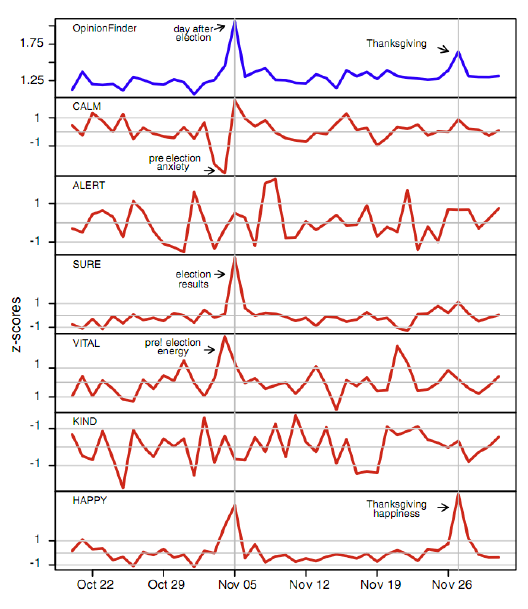 OpinionFinder
day after
election
Thanksgiving
1.75
1.25
CALM
1
-1
pre election
anxiety
ALERT
1
-1
SURE
election
results
1
-1
z-scores
VITAL
pre! election
energy
1
1
KIND
-1
-1
HAPPY
Thanksgiving
happiness
1
-1
Oct 22
Oct 29
Nov 05
Nov 12
Nov 19
Nov 26